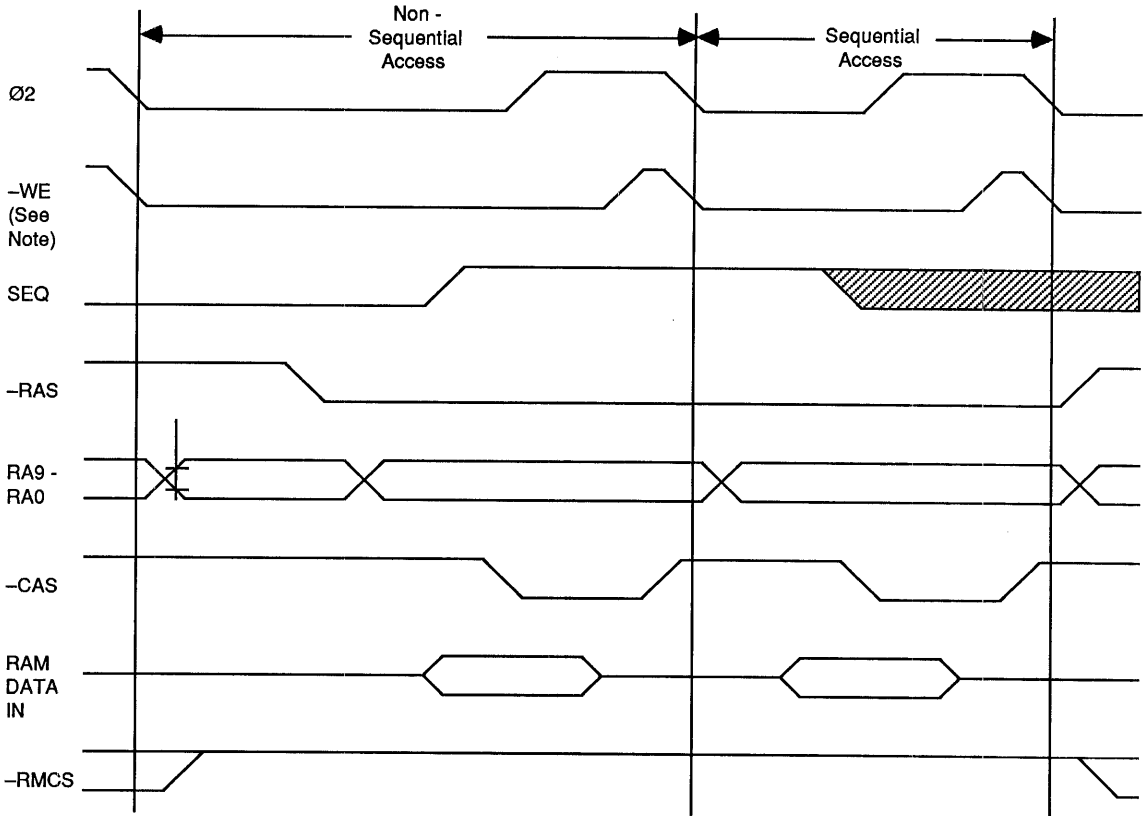 Non -
Sequential
Access
Sequential
Access
Ø2
–WE
(See
Note)
SEQ
–RAS
RA9 -
RA0
–CAS
RAM
DATA
IN
–RMCS